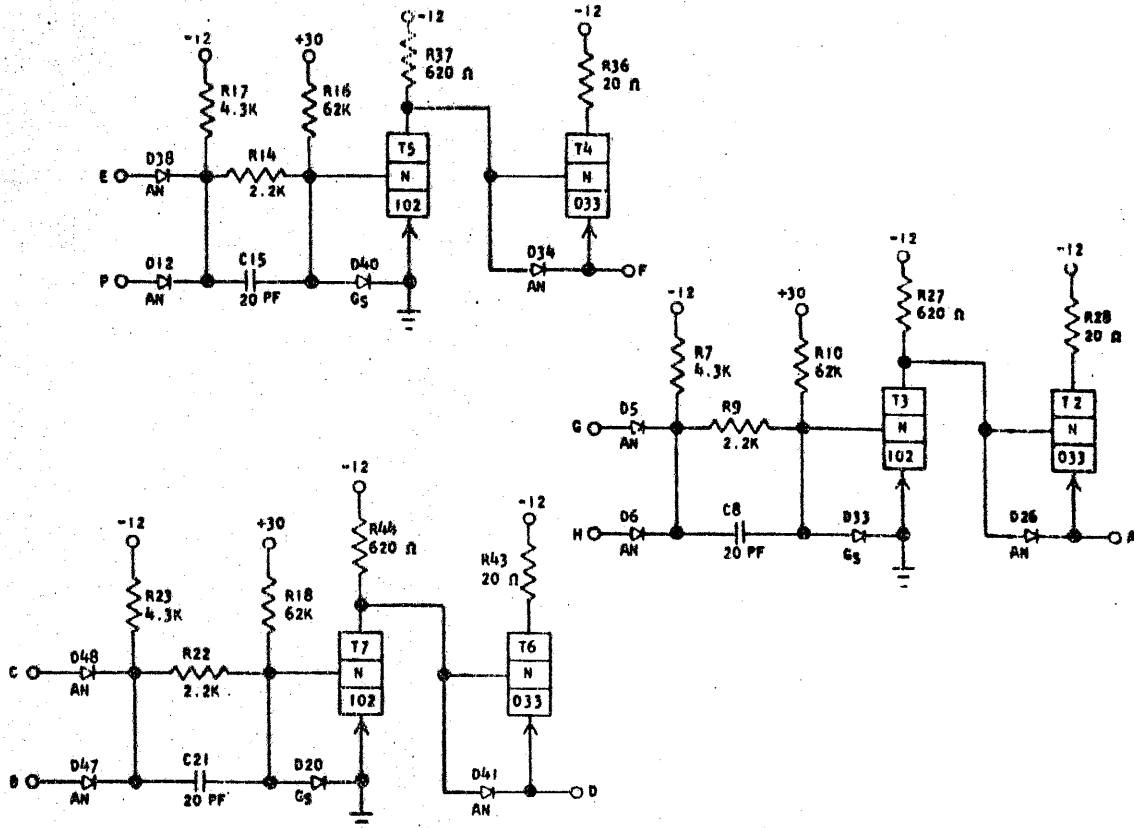 -12
R37
620 Ω
-12
R36
20 Ω
-12
R17
4.3K
+30
R16
62K
T5
N
102
T4
N
033
E
D38
AN
R14
2.2K
P
D12
AN
C15
20 PF
D40
GS
D34
AN
F
-12
R27
620 Ω
-12
R28
20 Ω
-12
R7
4.3K
+30
R10
62K
T3
N
102
T2
N
033
G
D5
AN
R9
2.2K
H
D6
AN
C8
20 PF
D33
GS
D26
AN
A
-12
R44
620 Ω
-12
R43
20 Ω
-12
R23
4.3K
+30
R18
62K
T7
N
102
T6
N
033
C
D48
AN
R22
2.2K
D47
AN
C21
20 PF
D20
GS
D41
AN
D